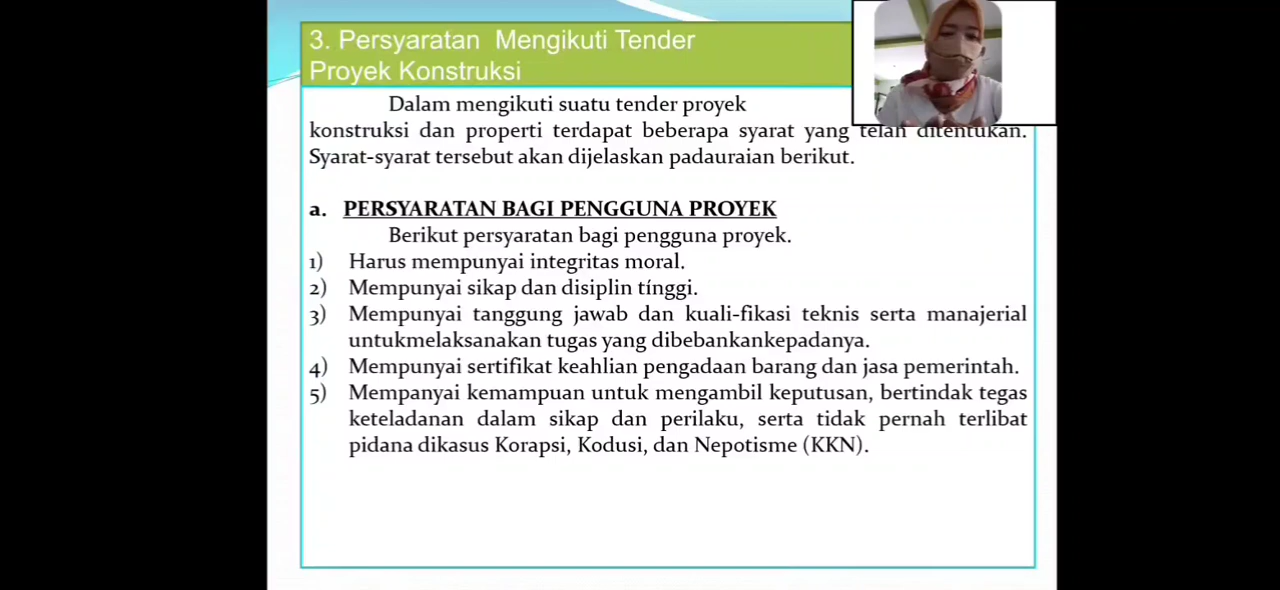 3. Persyaratan Mengikuti Tender
Proyek Konstruksi
Dalam mengikuti suatu tender proyek
konstruksi dan properti terdapat beberapa syarat yang telah ditentukan.
Syarat-syarat tersebut akan dijelaskan padauraian berikut.
a. PERSYARATAN BAGI PENGGUNA PROYEK
Berikut persyaratan bagi pengguna proyek.
1) Harus mempunyai integritas moral.
2) Mempunyai sikap dan disiplin tínggi.
3) Mempunyai tanggung jawab dan kuali-fikasi teknis serta manajerial
untukmelaksanakan tugas yang dibebankankepadanya.
4) Mempunyai sertifikat keahlian pengadaan barang dan jasa pemerintah.
5) Mempanyai kemampuan untuk mengambil keputusan, bertindak tegas
keteladanan dalam sikap dan perilaku, serta tidak pernah terlibat
pidana dikasus Korapsi, Kodusi, dan Nepotisme (KKN).